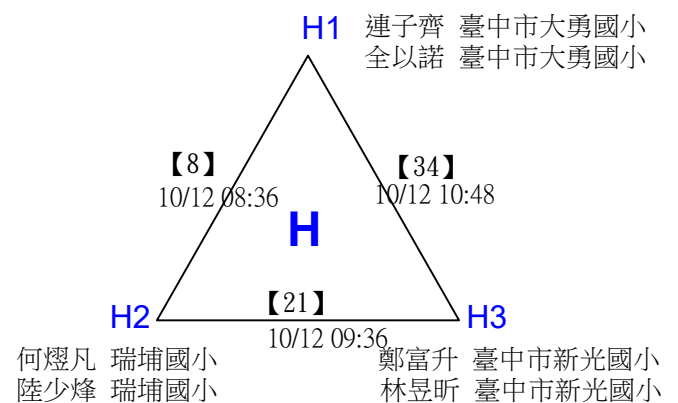 H1 連子齊 臺中市大勇國小
全以諾 臺中市大勇國小
【8】
10/12 08:36
【34】
10/12 10:48
H
【21】
10/12 09:36
H2
H3
何熤凡 瑞埔國小
陸少烽 瑞埔國小
鄭富升 臺中市新光國小
林昱昕 臺中市新光國小